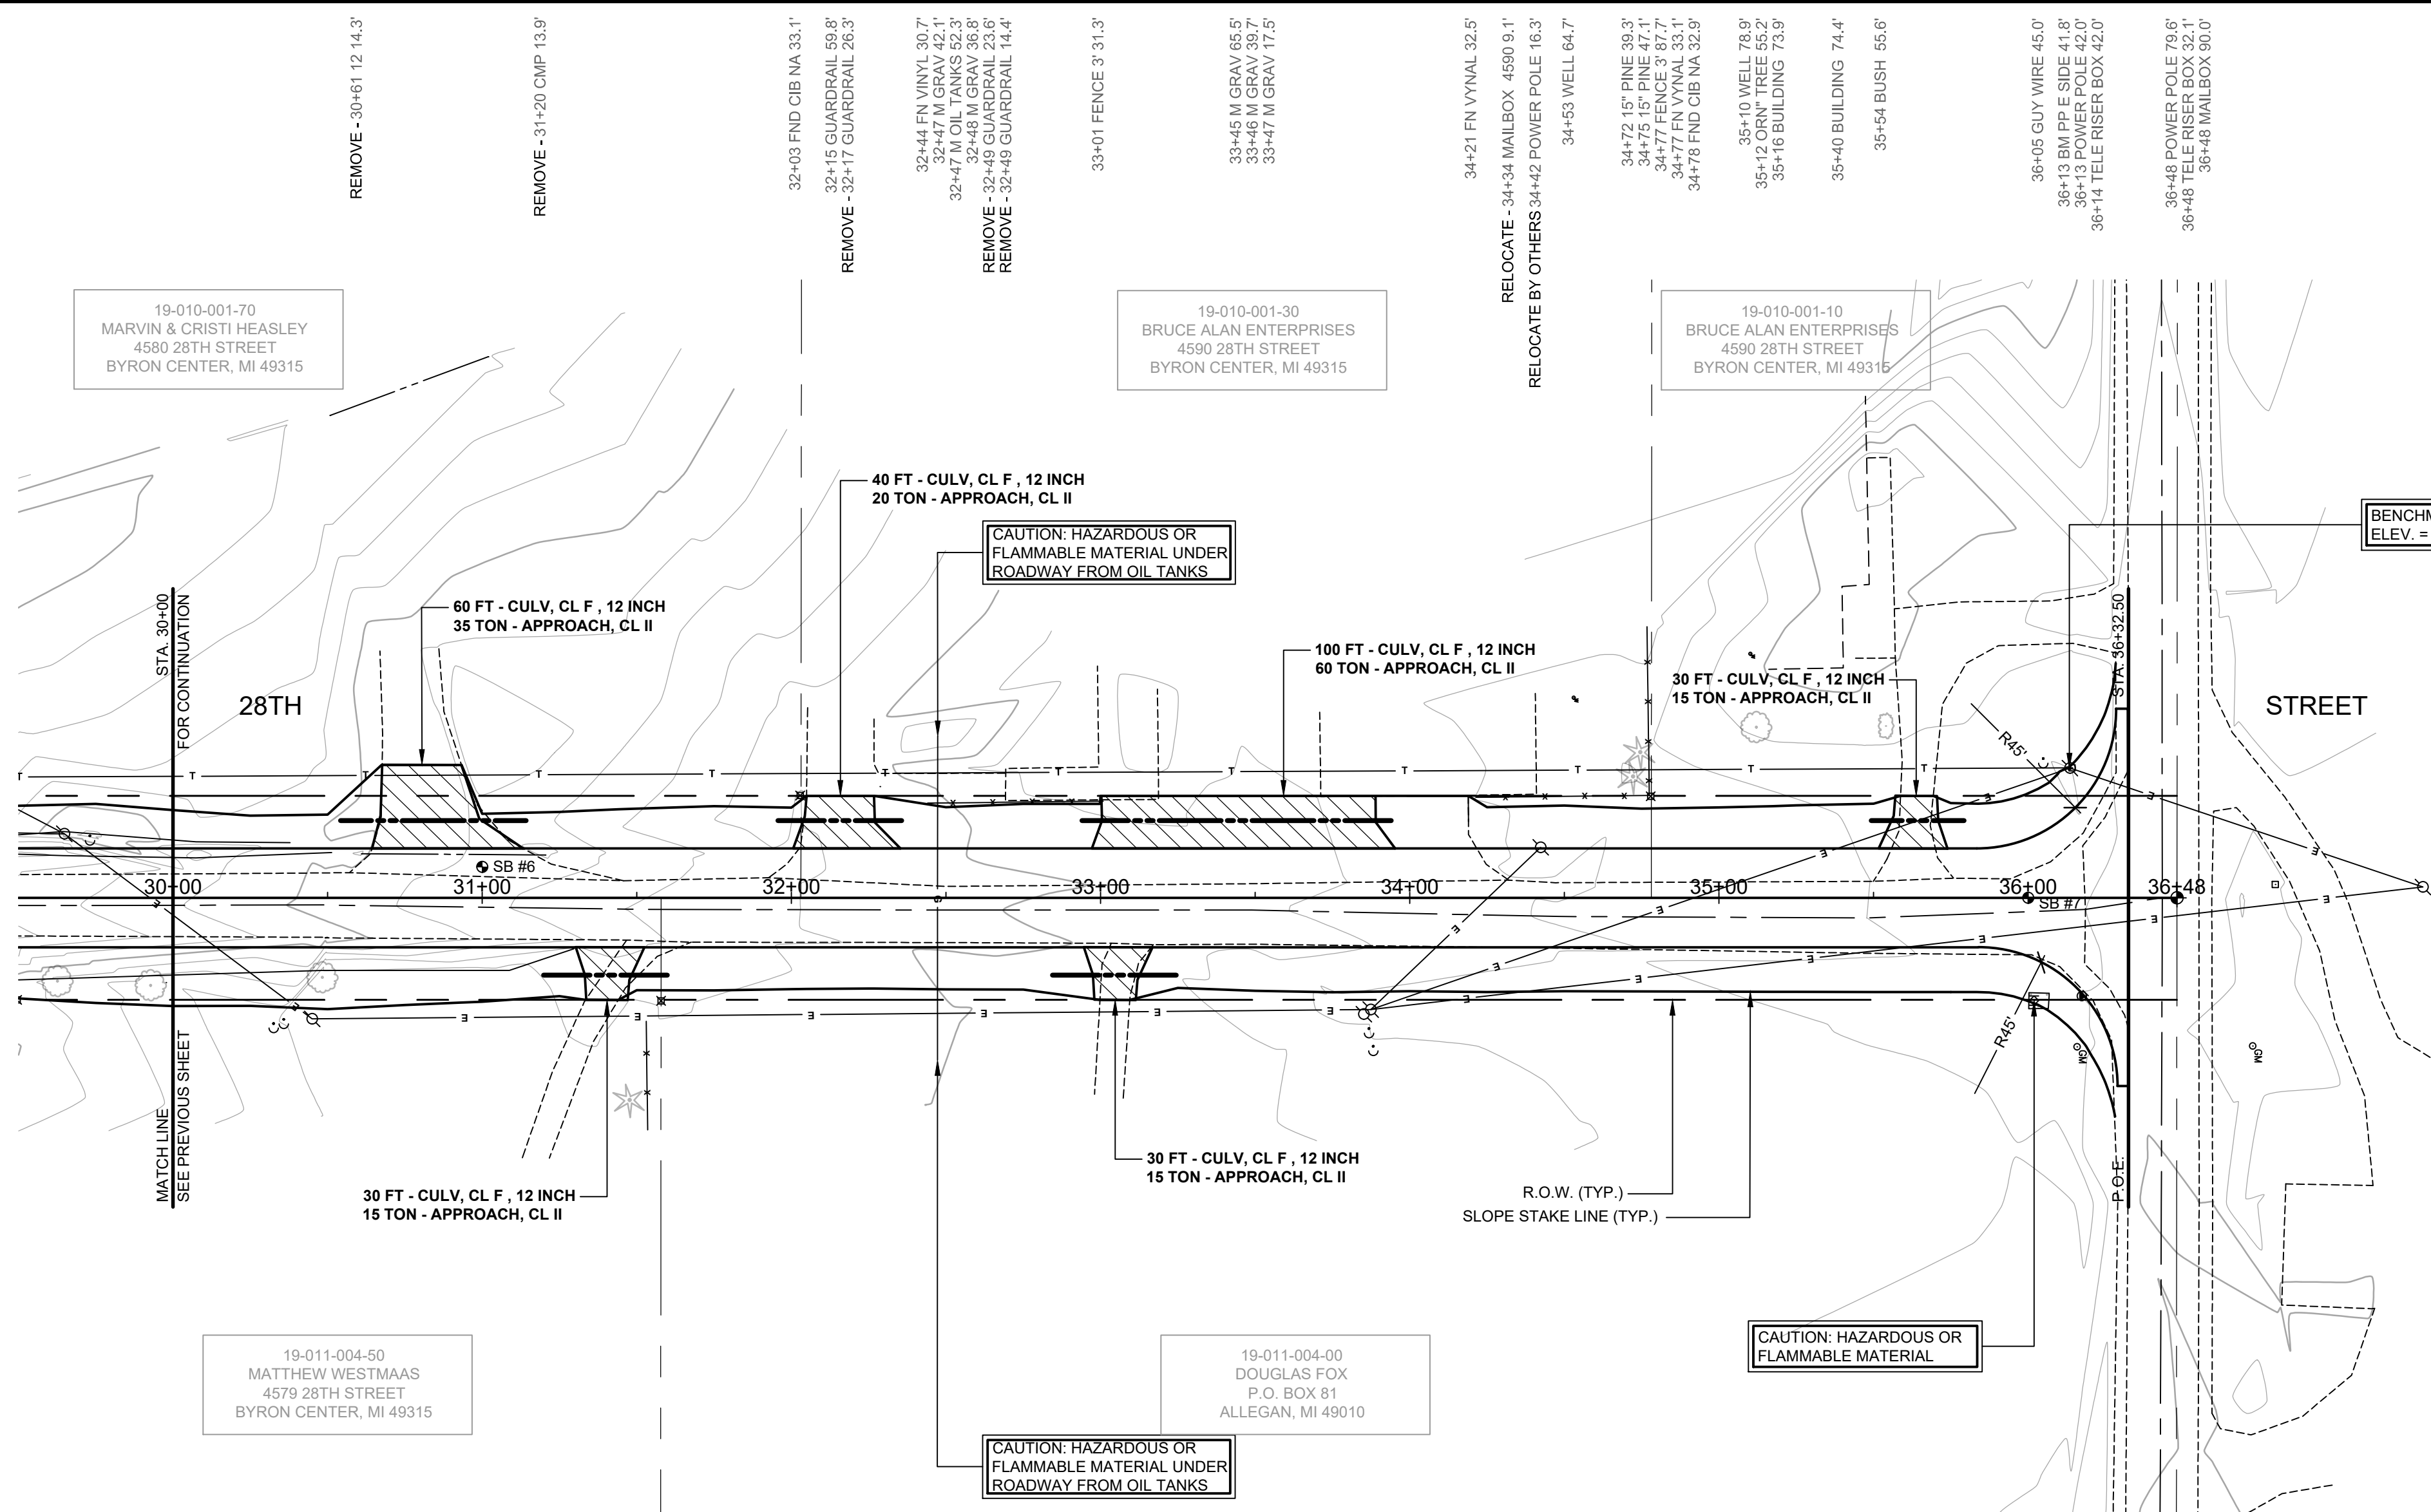 REMOVE - 30+61 12 14.3'
REMOVE - 31+20 CMP 13.9'
32+03 FND CIB NA 33.1'
32+15 GUARDRAIL 59.8'
REMOVE - 32+17 GUARDRAIL 26.3'
32+44 FN VINYL 30.7'
32+47 M GRAV 42.1'
32+47 M OIL TANKS 52.3'
32+48 M GRAV 36.8'
REMOVE - 32+49 GUARDRAIL 23.6'
REMOVE - 32+49 GUARDRAIL 14.4'
33+01 FENCE 3' 31.3'
33+45 M GRAV 65.5'
33+46 M GRAV 39.7'
33+47 M GRAV 17.5'
34+21 FN VYNAL 32.5'
RELOCATE - 34+34 MAILBOX 4590 9.1'
RELOCATE BY OTHERS 34+42 POWER POLE 16.3'
34+53 WELL 64.7'
34+72 15" PINE 39.3'
34+75 15" PINE 47.1'
34+77 FENCE 3' 87.7'
34+77 FN VYNAL 33.1'
34+78 FND CIB NA 32.9'
35+10 WELL 78.9'
35+12 ORN" TREE 55.2'
35+16 BUILDING 73.9'
35+40 BUILDING 74.4'
35+54 BUSH 55.6'
36+05 GUY WIRE 45.0'
36+13 BM PP E SIDE 41.8'
36+13 POWER POLE 42.0'
36+14 TELE RISER BOX 42.0'
36+48 POWER POLE 79.6'
36+48 TELE RISER BOX 32.1'
36+48 MAILBOX 90.0'
19-010-001-70
MARVIN & CRISTI HEASLEY
4580 28TH STREET
BYRON CENTER, MI 49315
19-010-001-30
BRUCE ALAN ENTERPRISES
4590 28TH STREET
BYRON CENTER, MI 49315
19-010-001-10
BRUCE ALAN ENTERPRISES
4590 28TH STREET
BYRON CENTER, MI 49315
40 FT - CULV, CL F , 12 INCH
20 TON - APPROACH, CL II
CAUTION: HAZARDOUS OR
FLAMMABLE MATERIAL UNDER
ROADWAY FROM OIL TANKS
BENCHM
ELEV. =
60 FT - CULV, CL F , 12 INCH
35 TON - APPROACH, CL II
100 FT - CULV, CL F , 12 INCH
60 TON - APPROACH, CL II
30 FT - CULV, CL F , 12 INCH
15 TON - APPROACH, CL II
STA. 30+00
FOR CONTINUATION
STA. 36+32.50
28TH
STREET
R45'
T T T T T T T T T T T T
SB #6
30+00 31+00 32+00 33+00 34+00 35+00 36+00 36+48
SB #7
G
E E E E E E E E E E E E E E E E E E E E
R45'
GM
GM
MATCH LINE
SEE PREVIOUS SHEET
P.O.E.
30 FT - CULV, CL F , 12 INCH
15 TON - APPROACH, CL II
30 FT - CULV, CL F , 12 INCH
15 TON - APPROACH, CL II
R.O.W. (TYP.)
SLOPE STAKE LINE (TYP.)
19-011-004-50
MATTHEW WESTMAAS
4579 28TH STREET
BYRON CENTER, MI 49315
19-011-004-00
DOUGLAS FOX
P.O. BOX 81
ALLEGAN, MI 49010
CAUTION: HAZARDOUS OR
FLAMMABLE MATERIAL
CAUTION: HAZARDOUS OR
FLAMMABLE MATERIAL UNDER
ROADWAY FROM OIL TANKS